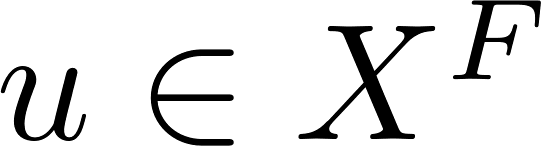 u ∈ X^F